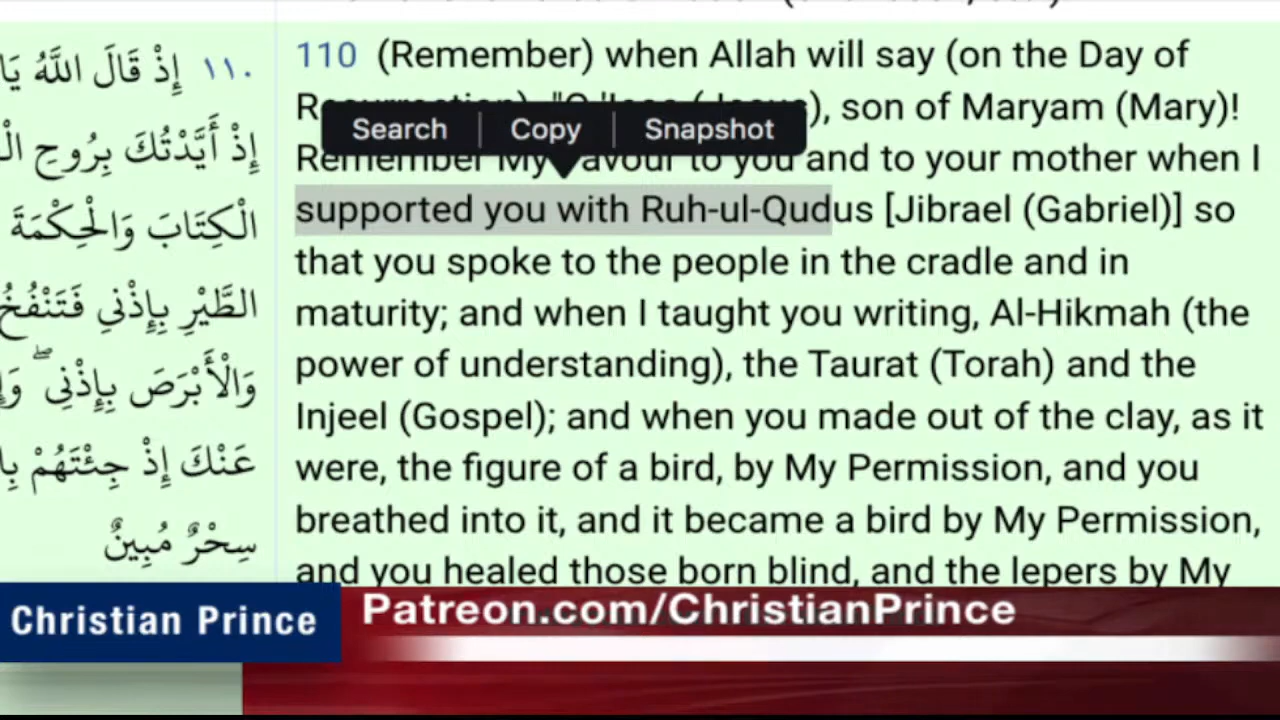 ١١٠ إِذْ قَالَ اللَّهُ يَا
إِذْ أَيَّدْتُكَ بِرُوحِ الْ
الْكِتَابَ وَالْحِكْمَةَ
الطَّيْرِ بِإِذْنِي فَتَنْفُخُ
وَالْأَبْرَصَ بِإِذْنِي ۖ وَإِ
عَنْكَ إِذْ جِئْتَهُمْ بِا
سِحْرٌ مُبِينٌ
110 (Remember) when Allah will say (on the Day of
), son of Maryam (Mary)!
Search Copy Snapshot
Remember My Favour to you and to your mother when I
supported you with Ruh-ul-Qudus [Jibrael (Gabriel)] so
that you spoke to the people in the cradle and in
maturity; and when I taught you writing, Al-Hikmah (the
power of understanding), the Taurat (Torah) and the
Injeel (Gospel); and when you made out of the clay, as it
were, the figure of a bird, by My Permission, and you
breathed into it, and it became a bird by My Permission,
and you healed those born blind, and the lepers by My
Christian Prince
Patreon.com/ChristianPrince